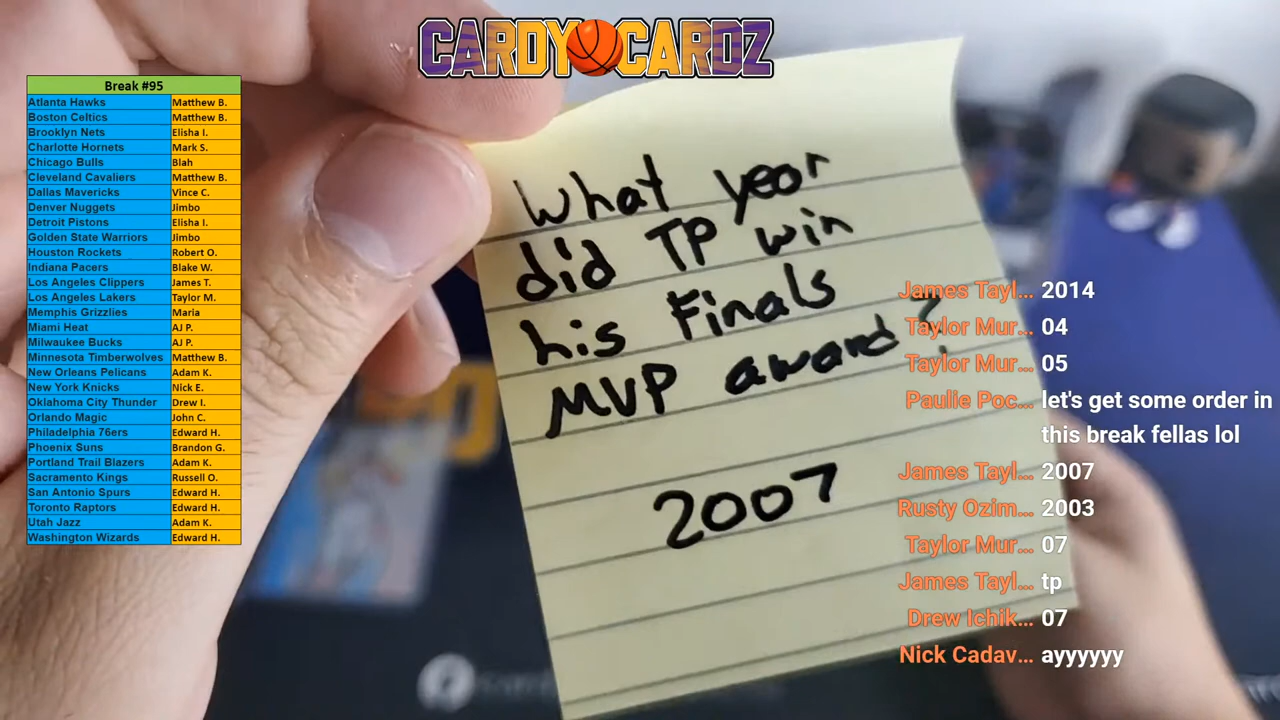 CARDY CARDZ
Break #95
Atlanta Hawks Matthew B.
Boston Celtics Matthew B.
Brooklyn Nets Elisha I.
Charlotte Hornets Mark S.
Chicago Bulls Blah
Cleveland Cavaliers Matthew B.
Dallas Mavericks Vince C.
Denver Nuggets Jimbo
Detroit Pistons Elisha I.
Golden State Warriors Jimbo
Houston Rockets Robert O.
Indiana Pacers Blake W.
Los Angeles Clippers James T.
Los Angeles Lakers Taylor M.
Memphis Grizzlies Maria
Miami Heat AJ P.
Milwaukee Bucks AJ P.
Minnesota Timberwolves Matthew B.
New Orleans Pelicans Adam K.
New York Knicks Nick E.
Oklahoma City Thunder Drew I.
Orlando Magic John C.
Philadelphia 76ers Edward H.
Phoenix Suns Brandon G.
Portland Trail Blazers Adam K.
Sacramento Kings Russell O.
San Antonio Spurs Edward H.
Toronto Raptors Edward H.
Utah Jazz Adam K.
Washington Wizards Edward H.
What year
did TP win
his Finals
MVP award?
2007
James Tayl... 2014
Taylor Mur... 04
Taylor Mur... 05
Paulie Poc... let's get some order in
this break fellas lol
James Tayl... 2007
Rusty Ozim... 2003
Taylor Mur... 07
James Tayl... tp
Drew Ichik... 07
Nick Cadav... ayyyyyy